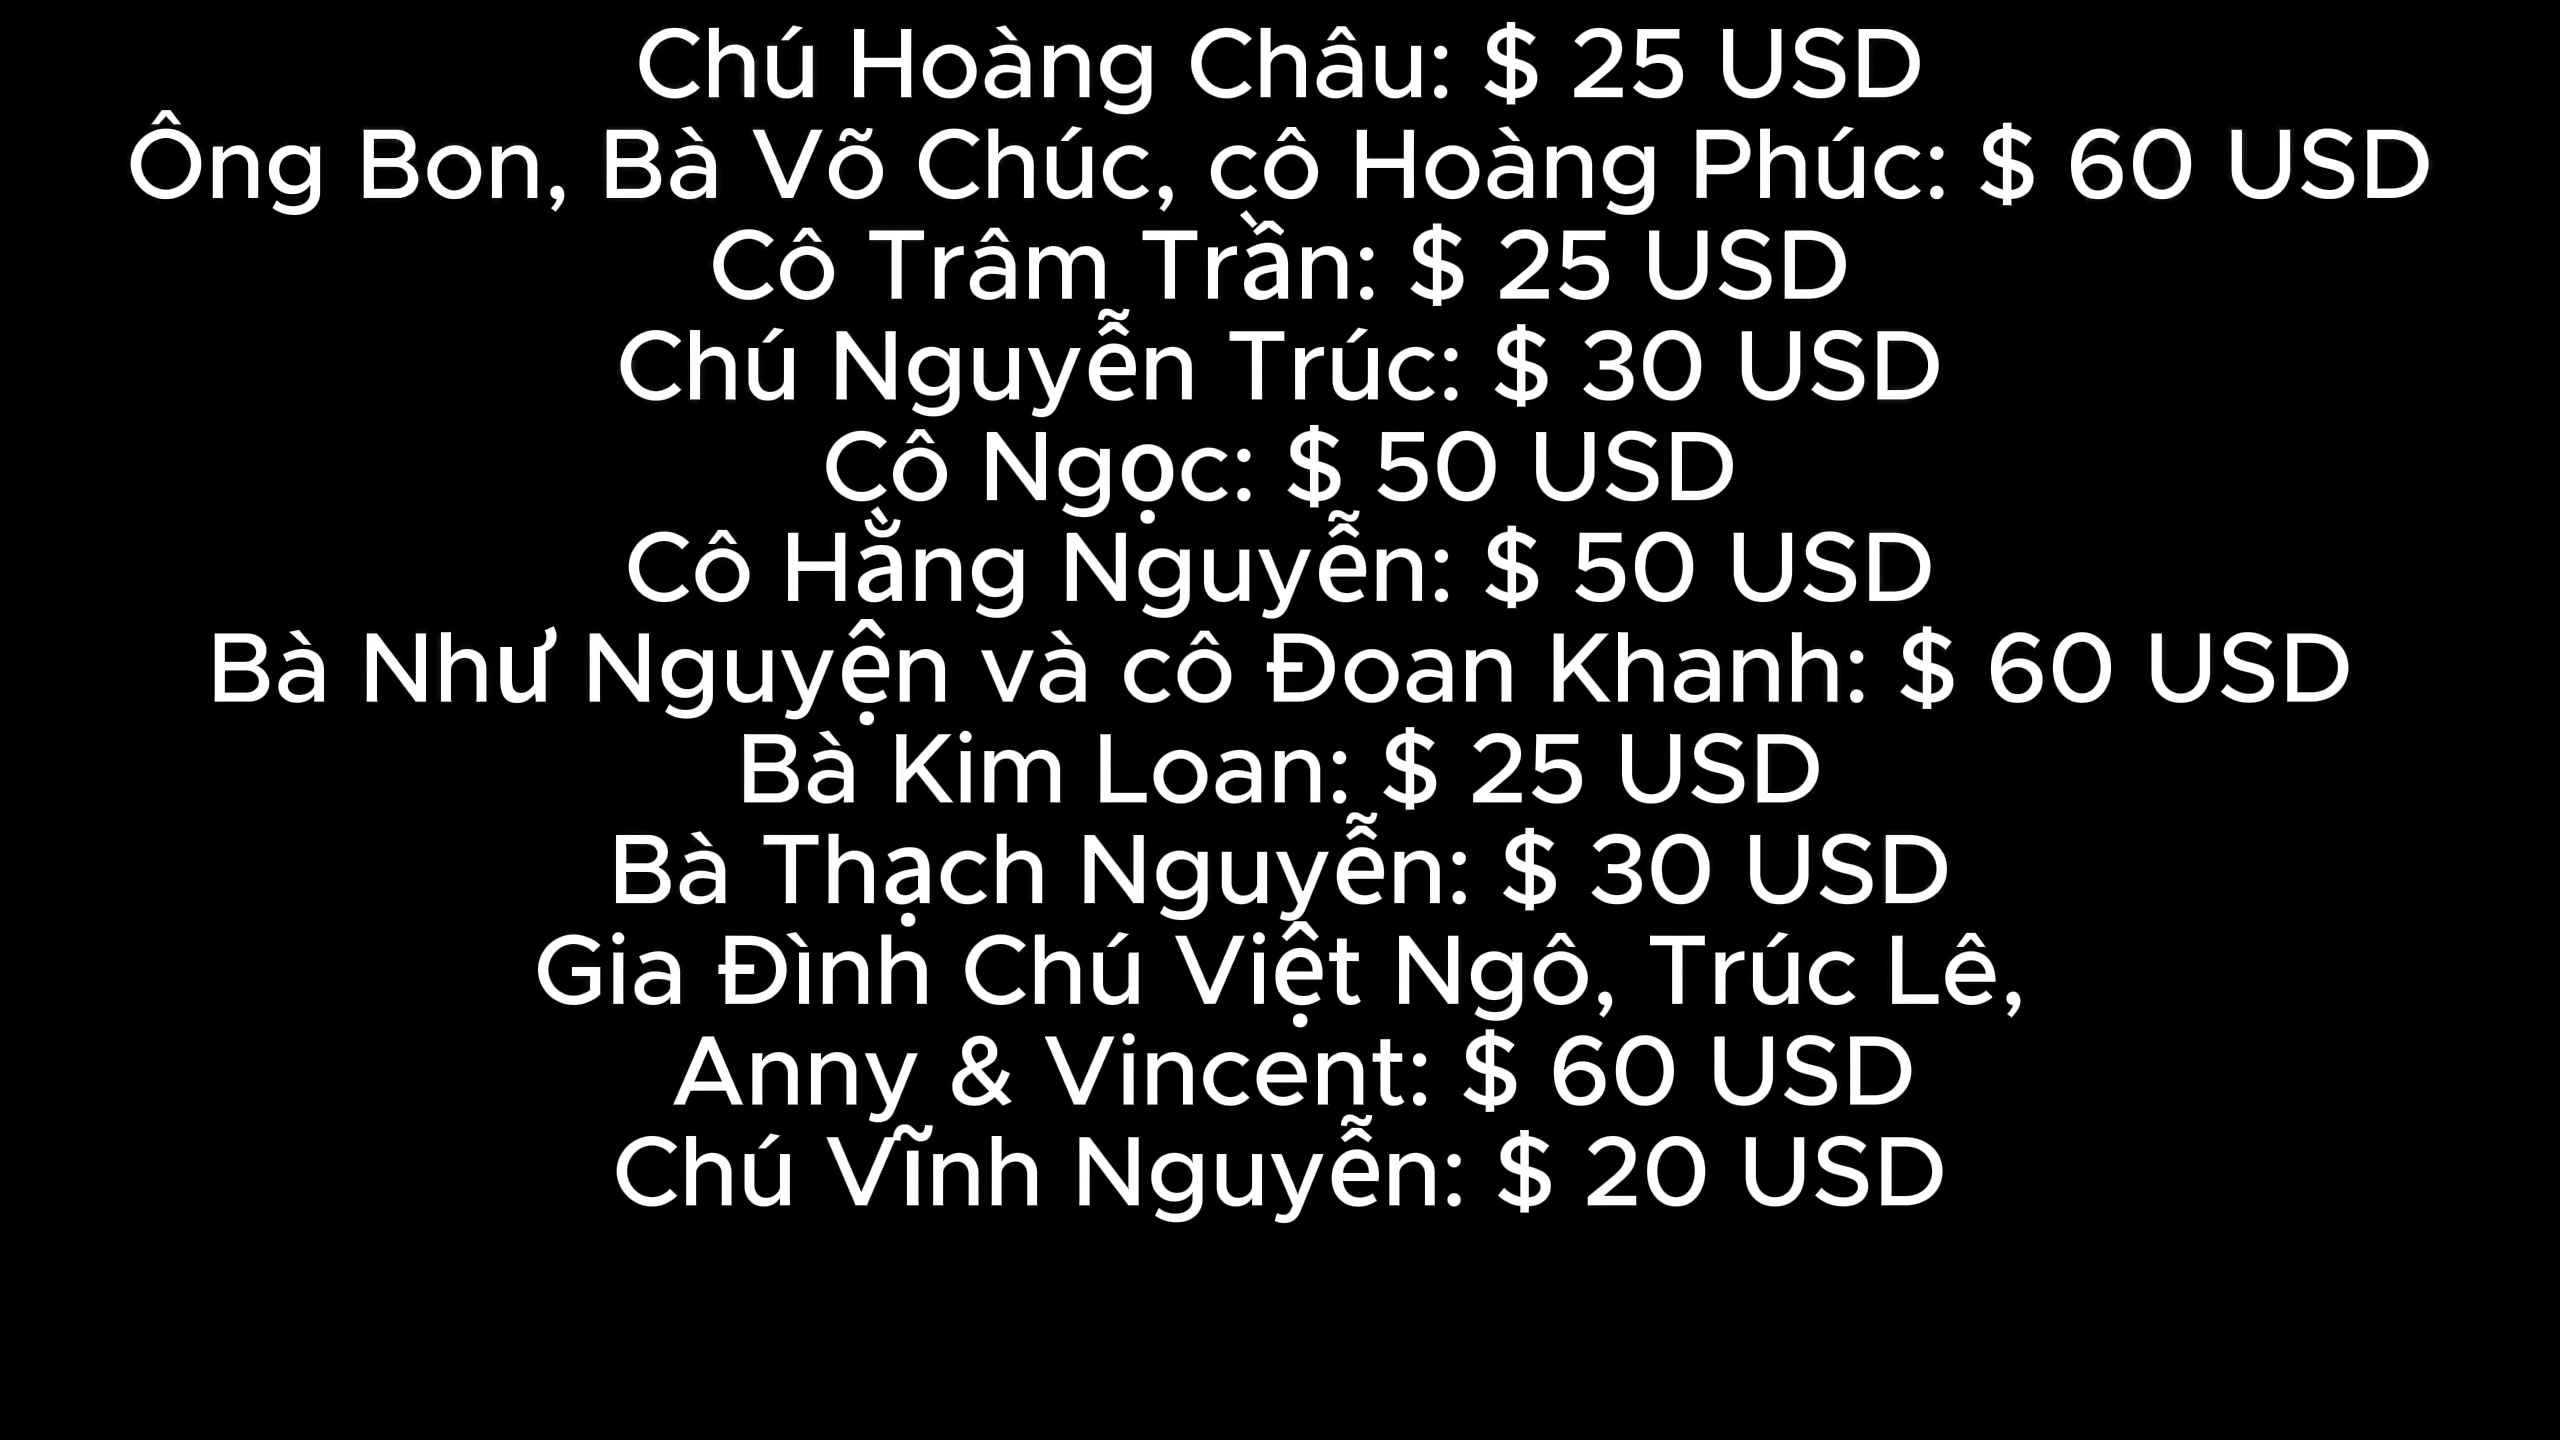 Chú Hoàng Châu: $ 25 USD
Ông Bon, Bà Võ Chúc, cô Hoàng Phúc: $ 60 USD
Cô Trâm Trần: $ 25 USD
Chú Nguyễn Trúc: $ 30 USD
Cô Ngọc: $ 50 USD
Cô Hằng Nguyễn: $ 50 USD
Bà Như Nguyện và cô Đoan Khanh: $ 60 USD
Bà Kim Loan: $ 25 USD
Bà Thạch Nguyễn: $ 30 USD
Gia Đình Chú Việt Ngô, Trúc Lê,
Anny & Vincent: $ 60 USD
Chú Vĩnh Nguyễn: $ 20 USD